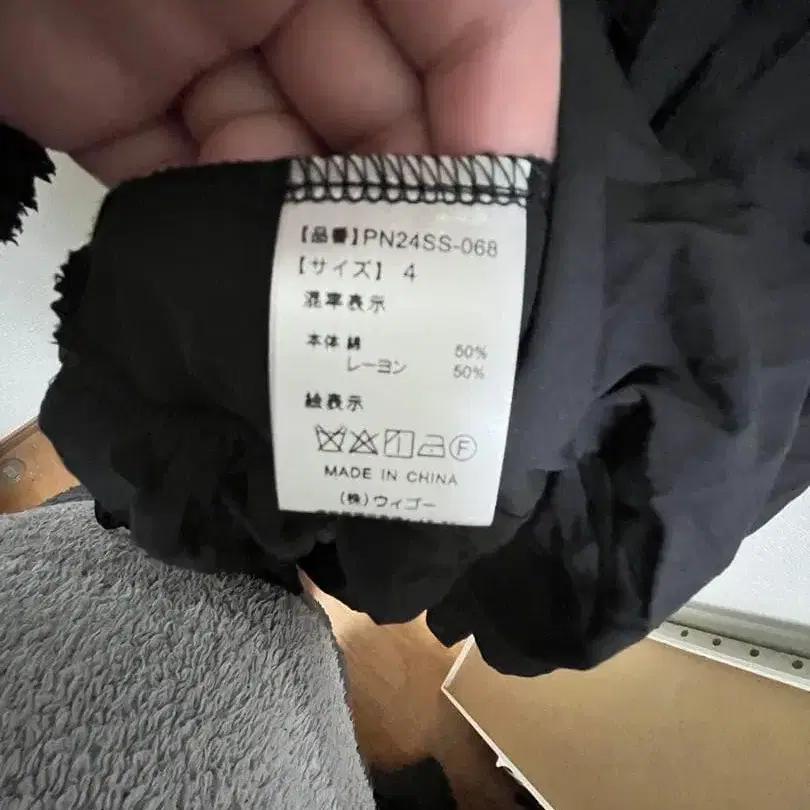 【品番】PN24SS-068
【サイズ】 4
混率表示
本体 綿 50%
レーヨン 50%
絵表示
F
MADE IN CHINA
(株)ウィゴー